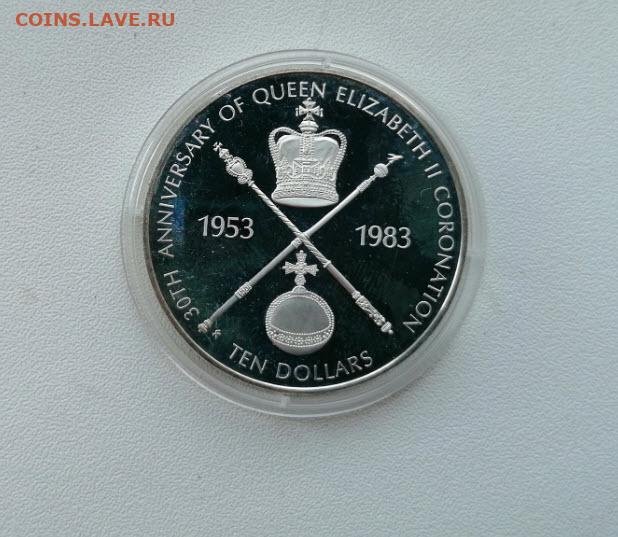 COINS.LAVE.RU
30TH ANNIVERSARY OF QUEEN ELIZABETH II CORONATION
1953
1983
TEN DOLLARS